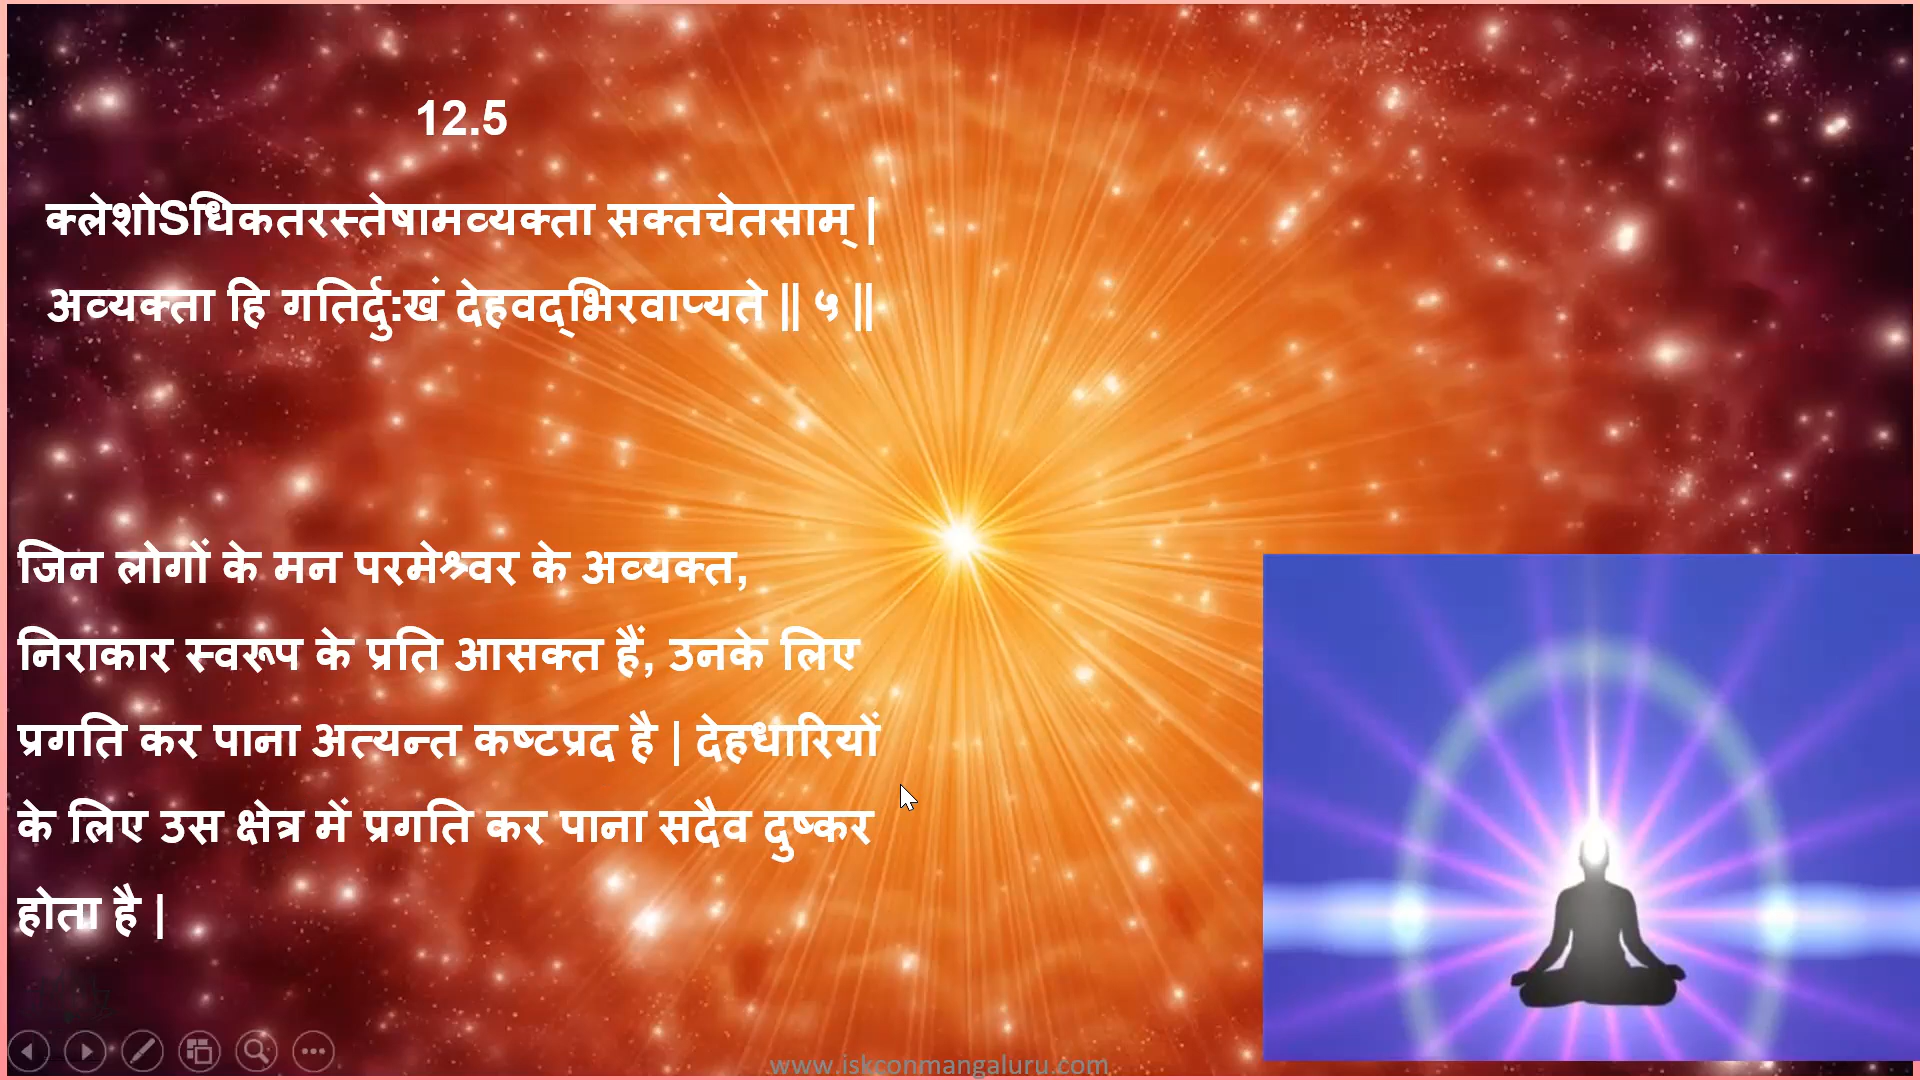 12.5
क्लेशोSधिकतरस्तेषामव्यक्ता सक्तचेतसाम् |
अव्यक्ता हि गतिर्दु:खं देहवद्भिरवाप्यते || ५ ||
जिन लोगों के मन परमेश्र्वर के अव्यक्त,
निराकार स्वरूप के प्रति आसक्त हैं, उनके लिए
प्रगति कर पाना अत्यन्त कष्टप्रद है | देहधारियों
के लिए उस क्षेत्र में प्रगति कर पाना सदैव दुष्कर
होता है |
www.iskconmangaluru.com